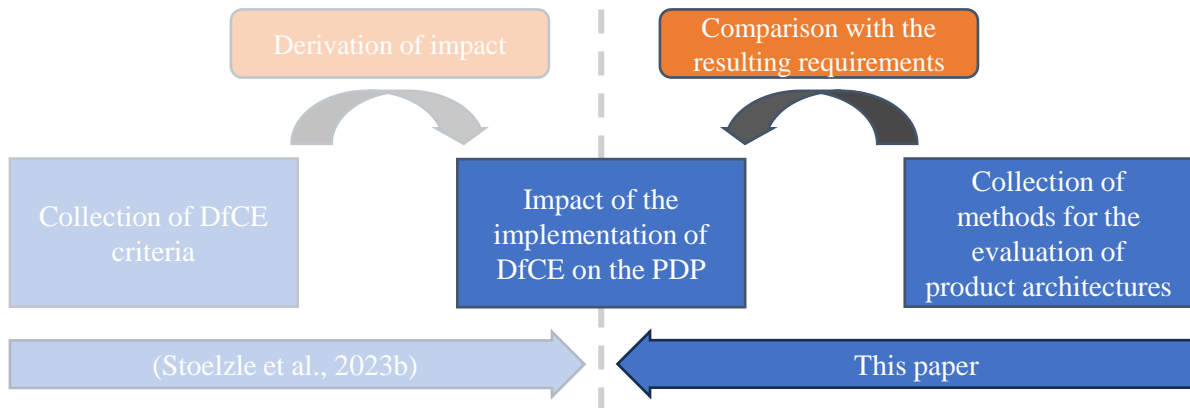 Derivation of impact
Comparison with the
resulting requirements
Collection of DfCE
criteria
Impact of the
implementation of
DfCE on the PDP
Collection of
methods for the
evaluation of
product architectures
(Stoelzle et al., 2023b)
This paper